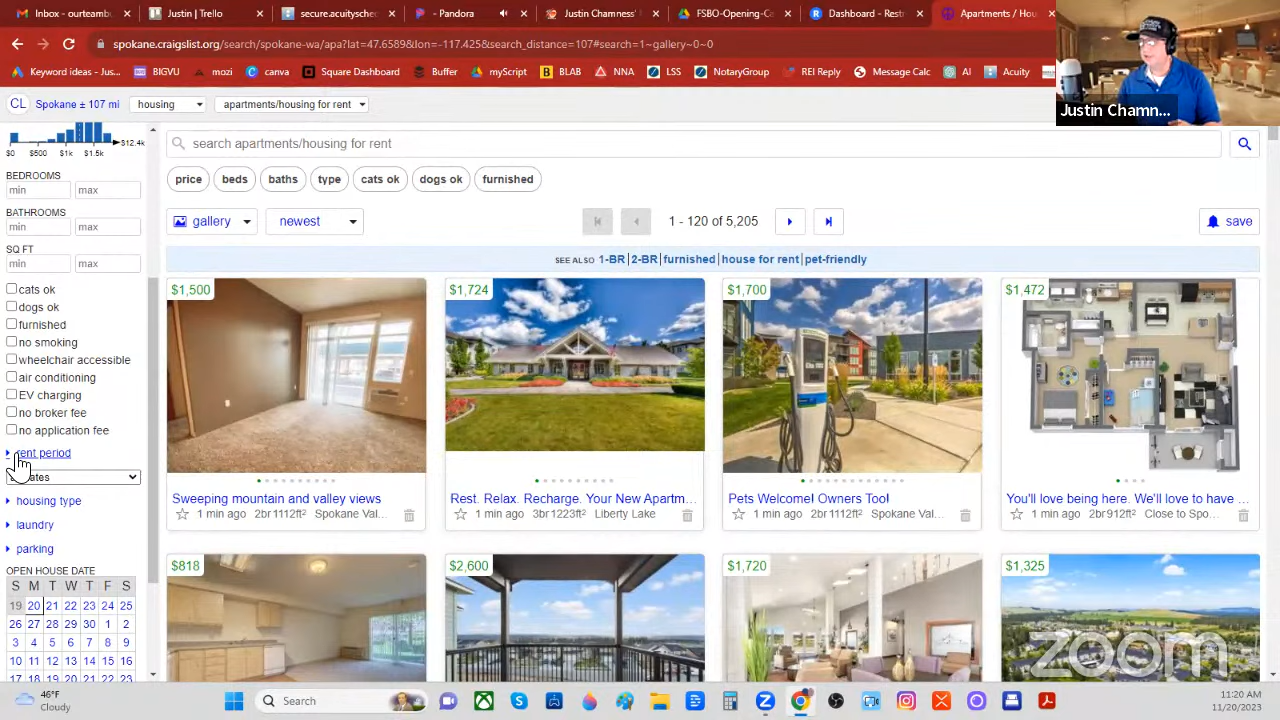 Inbox - ourteamb
Justin | Trello
secure.acuitysched
- Pandora
Justin Chamness'
FSBO-Opening-Ca
Dashboard - Restr
Apartments / Hou
spokane.craigslist.org/search/spokane-wa/apa?lat=47.6589&lon=-117.425&search_distance=107#search=1~gallery~0~0
Keyword ideas - Jus...
BIGVU
mozi
canva
Square Dashboard
Buffer
myScript
BLAB
NNA
LSS
NotaryGroup
REI Reply
Message Calc
AI
Acuity
Justin Chamn...
CL
Spokane ± 107 mi
housing
apartments/housing for rent
$0 $500 $1k $1.5k $12.4k
BEDROOMS
min max
BATHROOMS
min max
SQ FT
min max
cats ok
dogs ok
furnished
no smoking
wheelchair accessible
air conditioning
EV charging
no broker fee
no application fee
rent period
housing type
laundry
parking
OPEN HOUSE DATE
S M T W T F S
19 20 21 22 23 24 25
26 27 28 29 30 1 2
3 4 5 6 7 8 9
10 11 12 13 14 15 16
17 18 19 20 21 22 23
search apartments/housing for rent
price beds baths type cats ok dogs ok furnished
gallery newest 1 - 120 of 5,205 save
SEE ALSO 1-BR | 2-BR | furnished | house for rent | pet-friendly
$1,500
Sweeping mountain and valley views
1 min ago 2br 1112ft² Spokane Val...
$1,724
Rest. Relax. Recharge. Your New Apartm...
1 min ago 3br 1223ft² Liberty Lake
$1,700
Pets Welcome! Owners Too!
1 min ago 2br 1112ft² Spokane Val...
$1,472
You'll love being here. We'll love to have ...
1 min ago 2br 912ft² Close to Spo...
$818
$2,600
$1,720
$1,325
zoom
46°F
Cloudy
Search
11:20 AM
11/20/2023